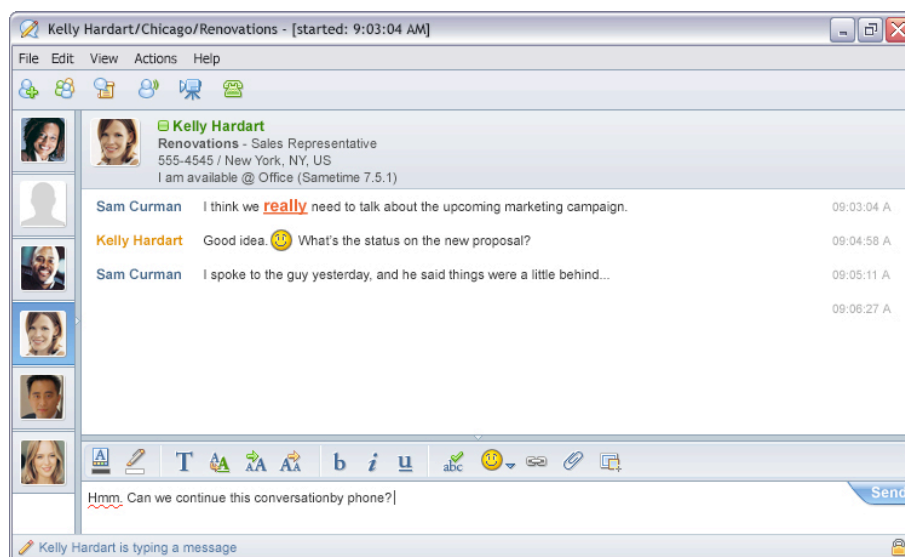 Kelly Hardart/Chicago/Renovations - [started: 9:03:04 AM]
File Edit View Actions Help
Kelly Hardart
Renovations - Sales Representative
555-4545 / New York, NY, US
I am available @ Office (Sametime 7.5.1)
Sam Curman I think we really need to talk about the upcoming marketing campaign. 09:03:04 A
Kelly Hardart Good idea. What's the status on the new proposal? 09:04:58 A
Sam Curman I spoke to the guy yesterday, and he said things were a little behind... 09:05:11 A
09:06:27 A
A T AA AA AA b i u abc
Hmm. Can we continue this conversationby phone?
Send
Kelly Hardart is typing a message